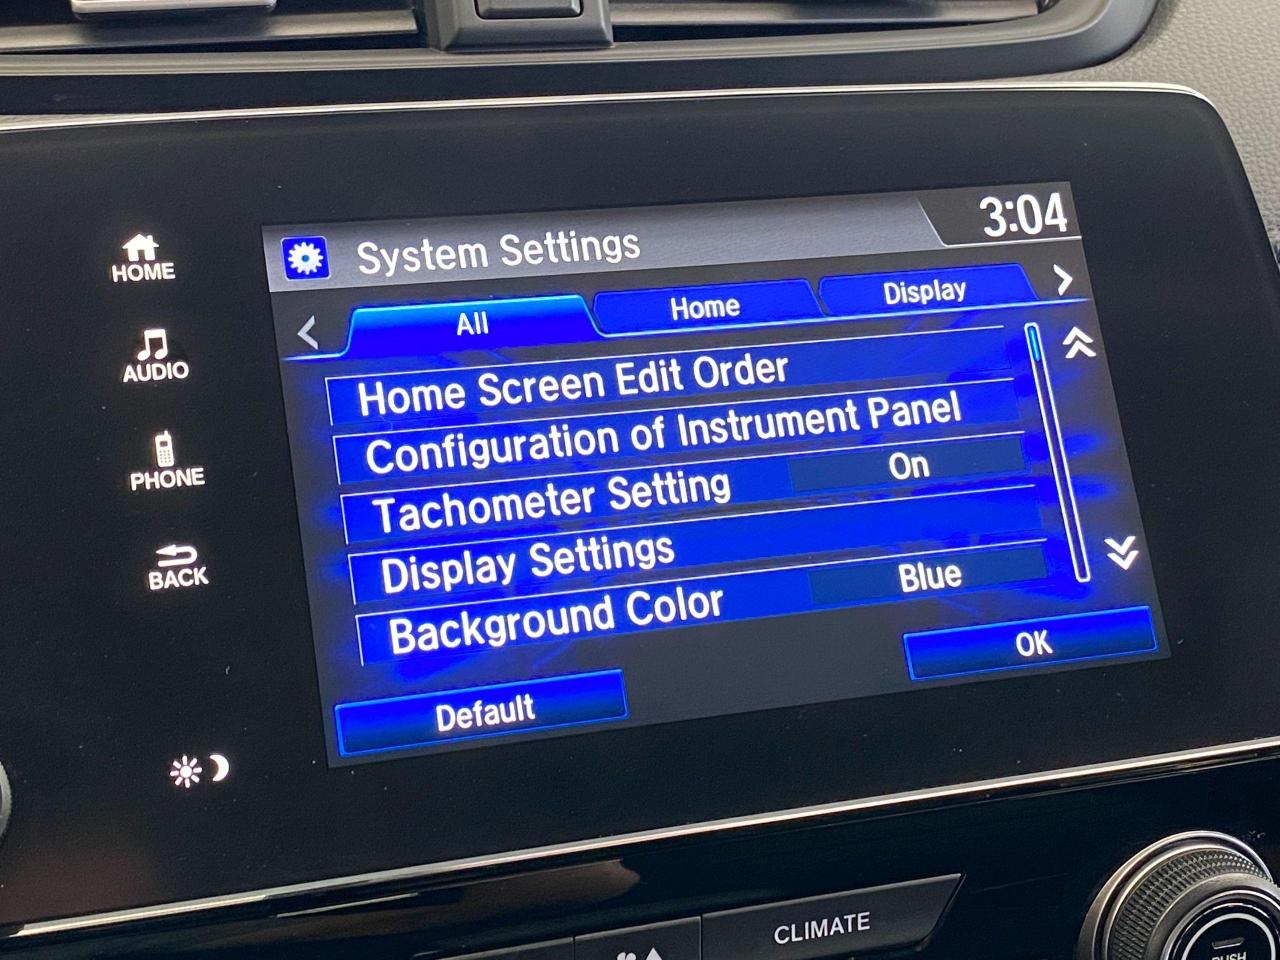 System Settings
3:04
All
Home
Display
Home Screen Edit Order
Configuration of Instrument Panel
Tachometer Setting
On
Display Settings
Background Color
Blue
Default
OK
HOME
AUDIO
PHONE
BACK
CLIMATE
PUSH